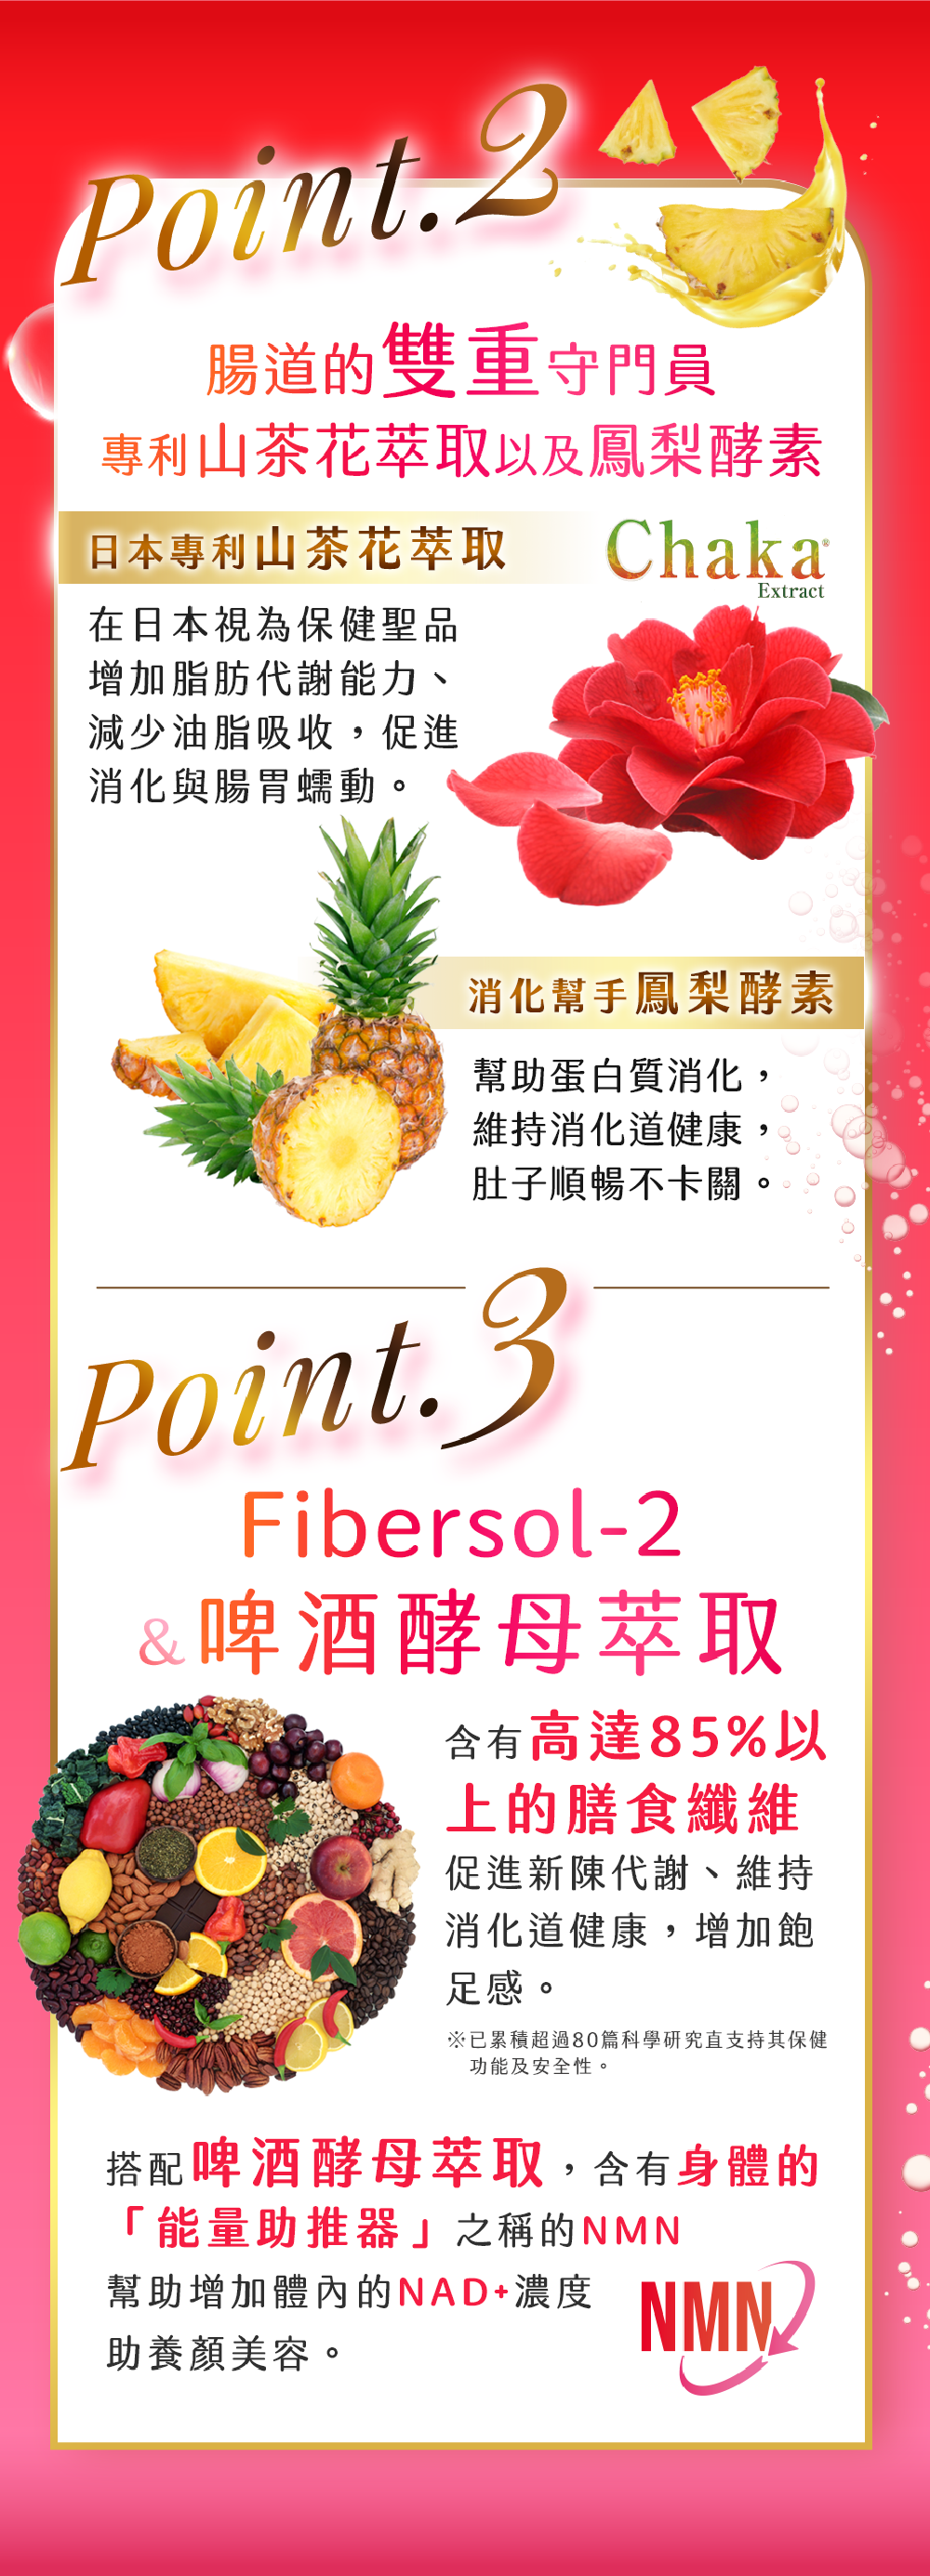 Point.2
腸道的雙重守門員
專利山茶花萃取以及鳳梨酵素
日本專利山茶花萃取
Chaka®
Extract
在日本視為保健聖品
增加脂肪代謝能力、
減少油脂吸收，促進
消化與腸胃蠕動。
消化幫手鳳梨酵素
幫助蛋白質消化，
維持消化道健康，
肚子順暢不卡關。
Point.3
Fibersol-2
&啤酒酵母萃取
含有高達85%以
上的膳食纖維
促進新陳代謝、維持
消化道健康，增加飽
足感。
※已累積超過80篇科學研究直支持其保健
功能及安全性。
搭配啤酒酵母萃取，含有身體的
「能量助推器」之稱的NMN
幫助增加體內的NAD+濃度
助養顏美容。
NMN